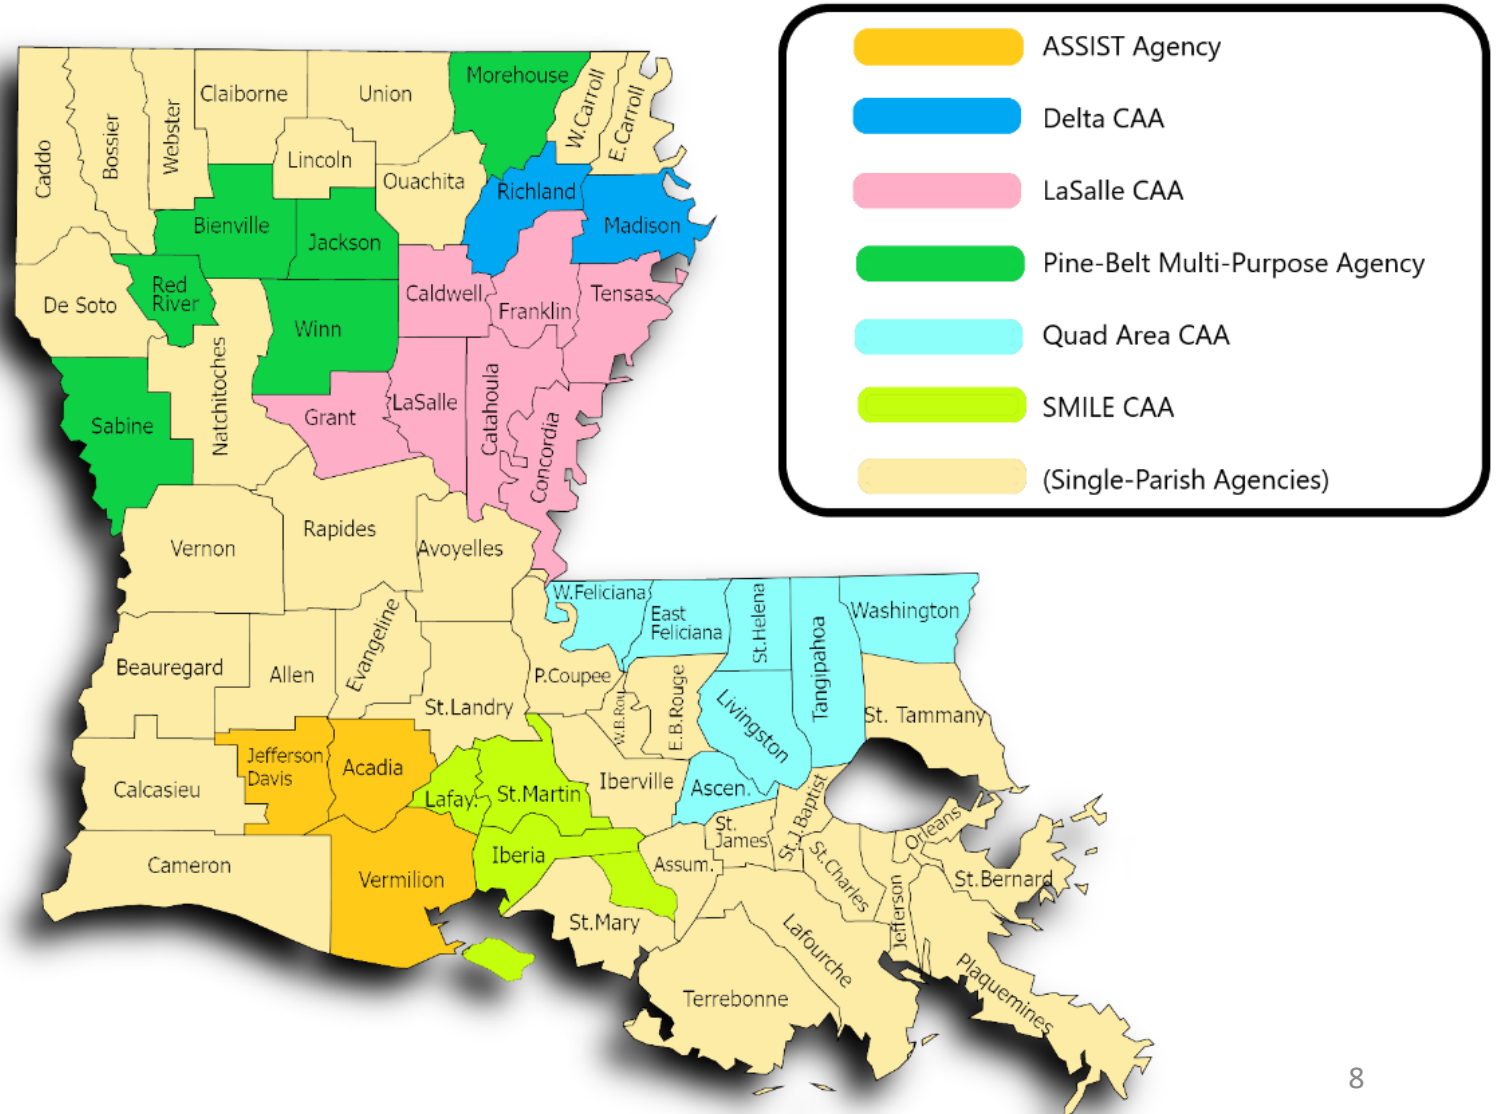 ASSIST Agency
Delta CAA
LaSalle CAA
Pine-Belt Multi-Purpose Agency
Quad Area CAA
SMILE CAA
(Single-Parish Agencies)
Caddo
Bossier
Webster
Claiborne
Union
Morehouse
W.Carroll
E.Carroll
Lincoln
Ouachita
Richland
Madison
Bienville
Jackson
De Soto
Red
River
Winn
Caldwell
Franklin
Tensas
Sabine
Natchitoches
Grant
LaSalle
Catahoula
Concordia
Vernon
Rapides
Avoyelles
W.Feliciana
East
Feliciana
St.Helena
Tangipahoa
Washington
Beauregard
Allen
Evangeline
St.Landry
P.Coupee
W.B.Rou
E.B.Rouge
Livingston
St. Tammany
Jefferson
Davis
Acadia
Calcasieu
Lafay.
St.Martin
Iberville
Ascen.
St.
James
St.J.Baptist
St.Charles
Orleans
Cameron
Vermilion
Iberia
Assum.
St.Mary
Jefferson
St.Bernard
Lafourche
Terrebonne
Plaquemines
8